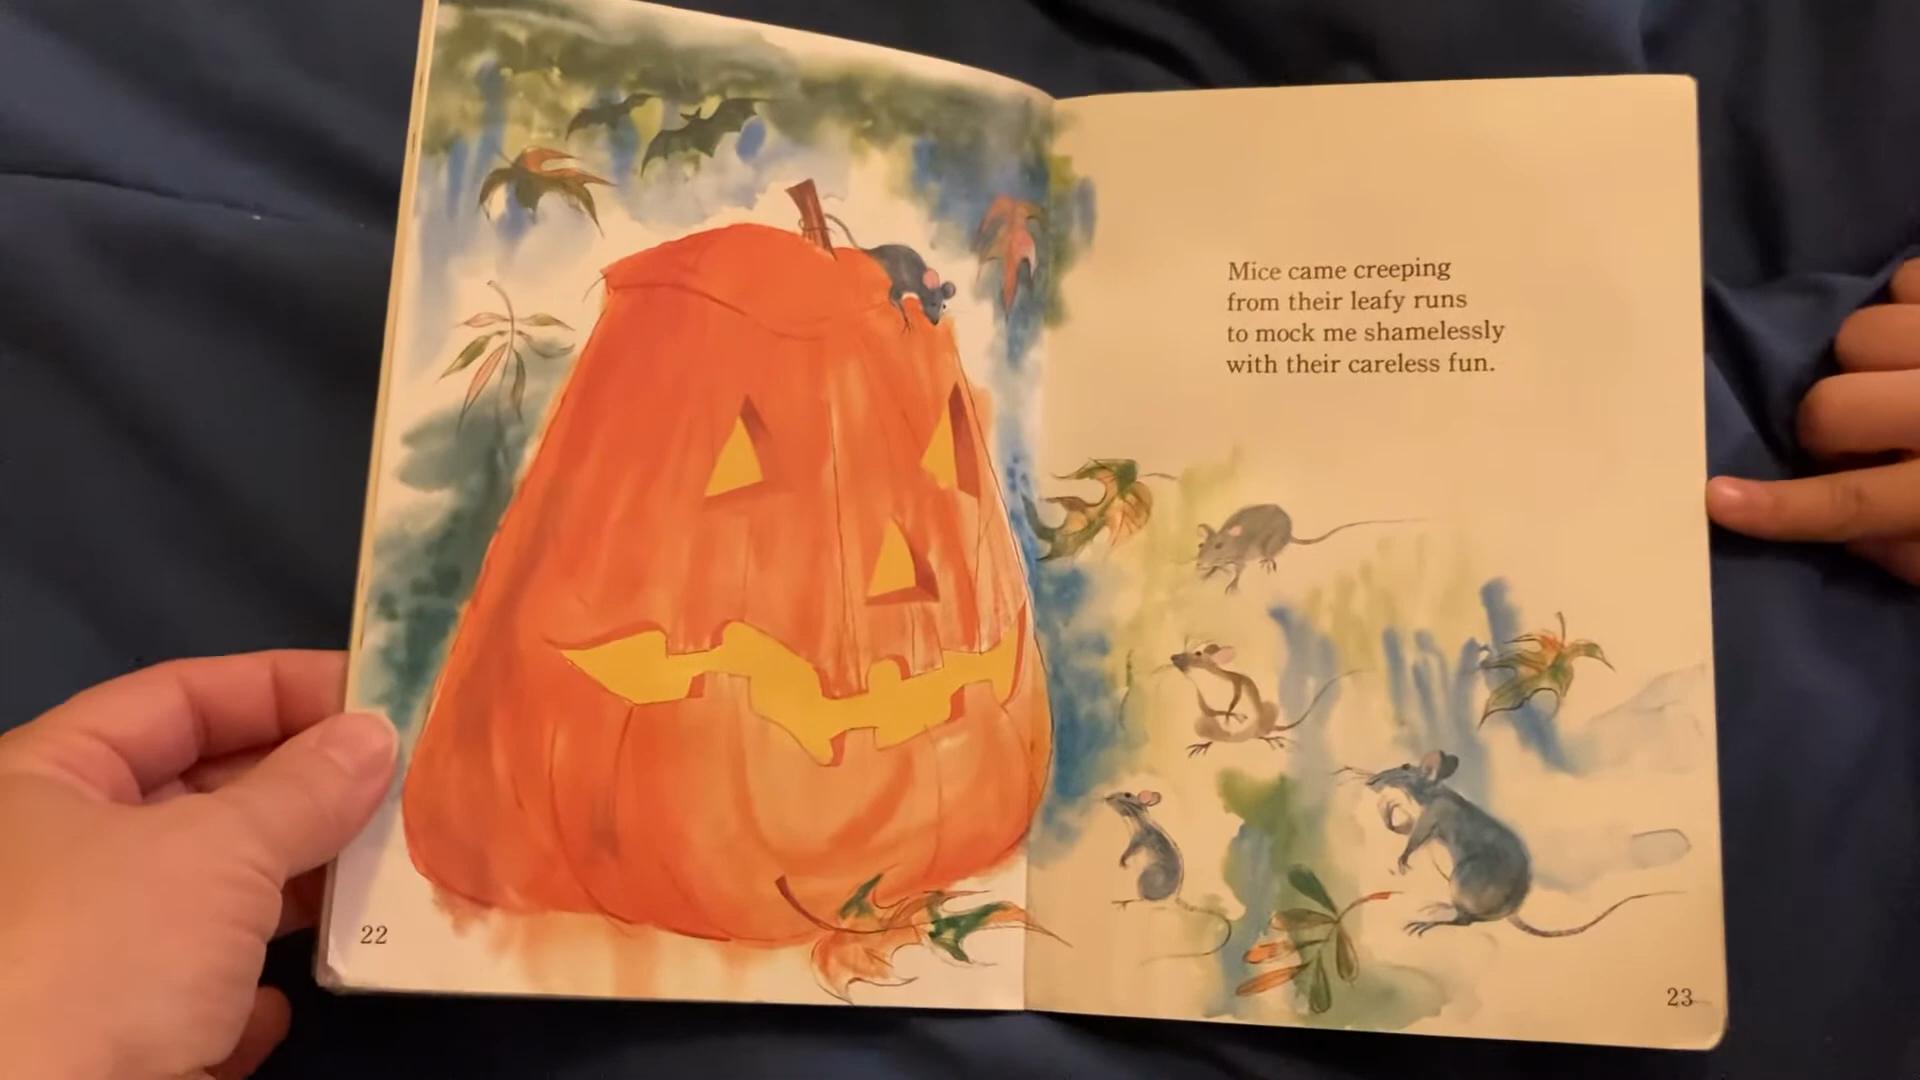 Mice came creeping
from their leafy runs
to mock me shamelessly
with their careless fun.
22
23